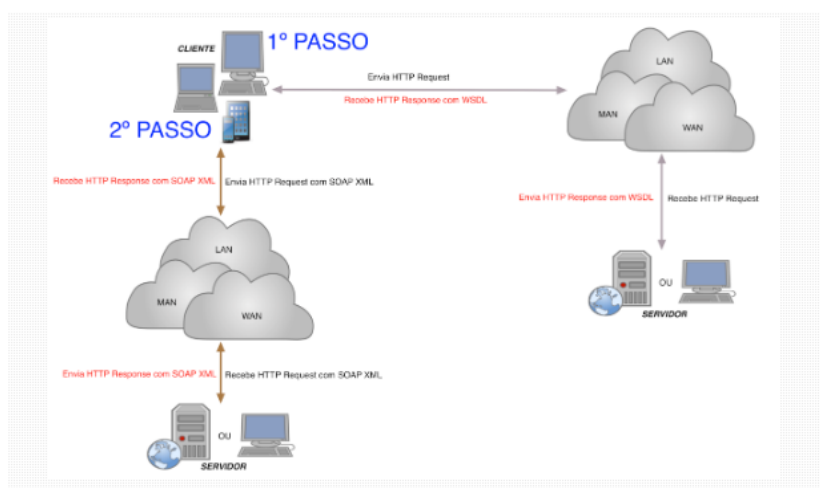 1º PASSO
CLIENTE
Envia HTTP Request
Recebe HTTP Response com WSDL
LAN
MAN
WAN
2º PASSO
Recebe HTTP Response com SOAP XML
Envia HTTP Request com SOAP XML
Envia HTTP Response com WSDL
Recebe HTTP Request
LAN
MAN
WAN
OU
SERVIDOR
Envia HTTP Response com SOAP XML
Recebe HTTP Request com SOAP XML
OU
SERVIDOR